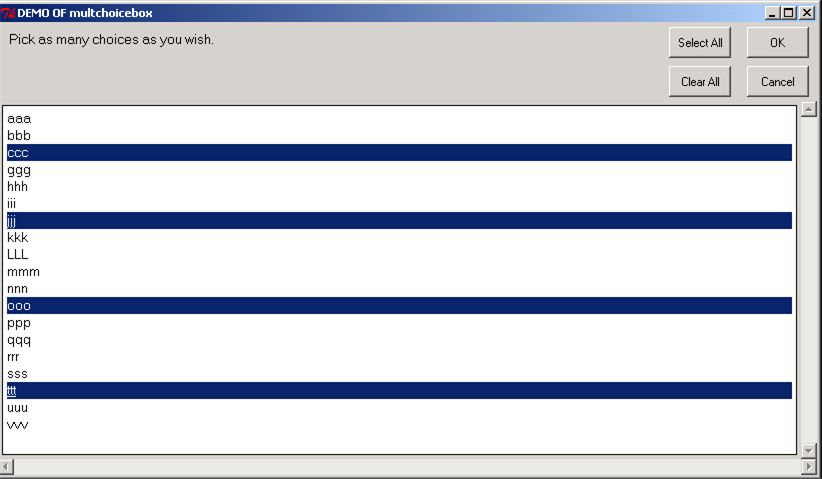 DEMO OF multchoicebox
Pick as many choices as you wish.
Select All
OK
Clear All
Cancel
aaa
bbb
ccc
ggg
hhh
iii
jjj
kkk
LLL
mmm
nnn
ooo
ppp
qqq
rrr
sss
ttt
uuu
vvv